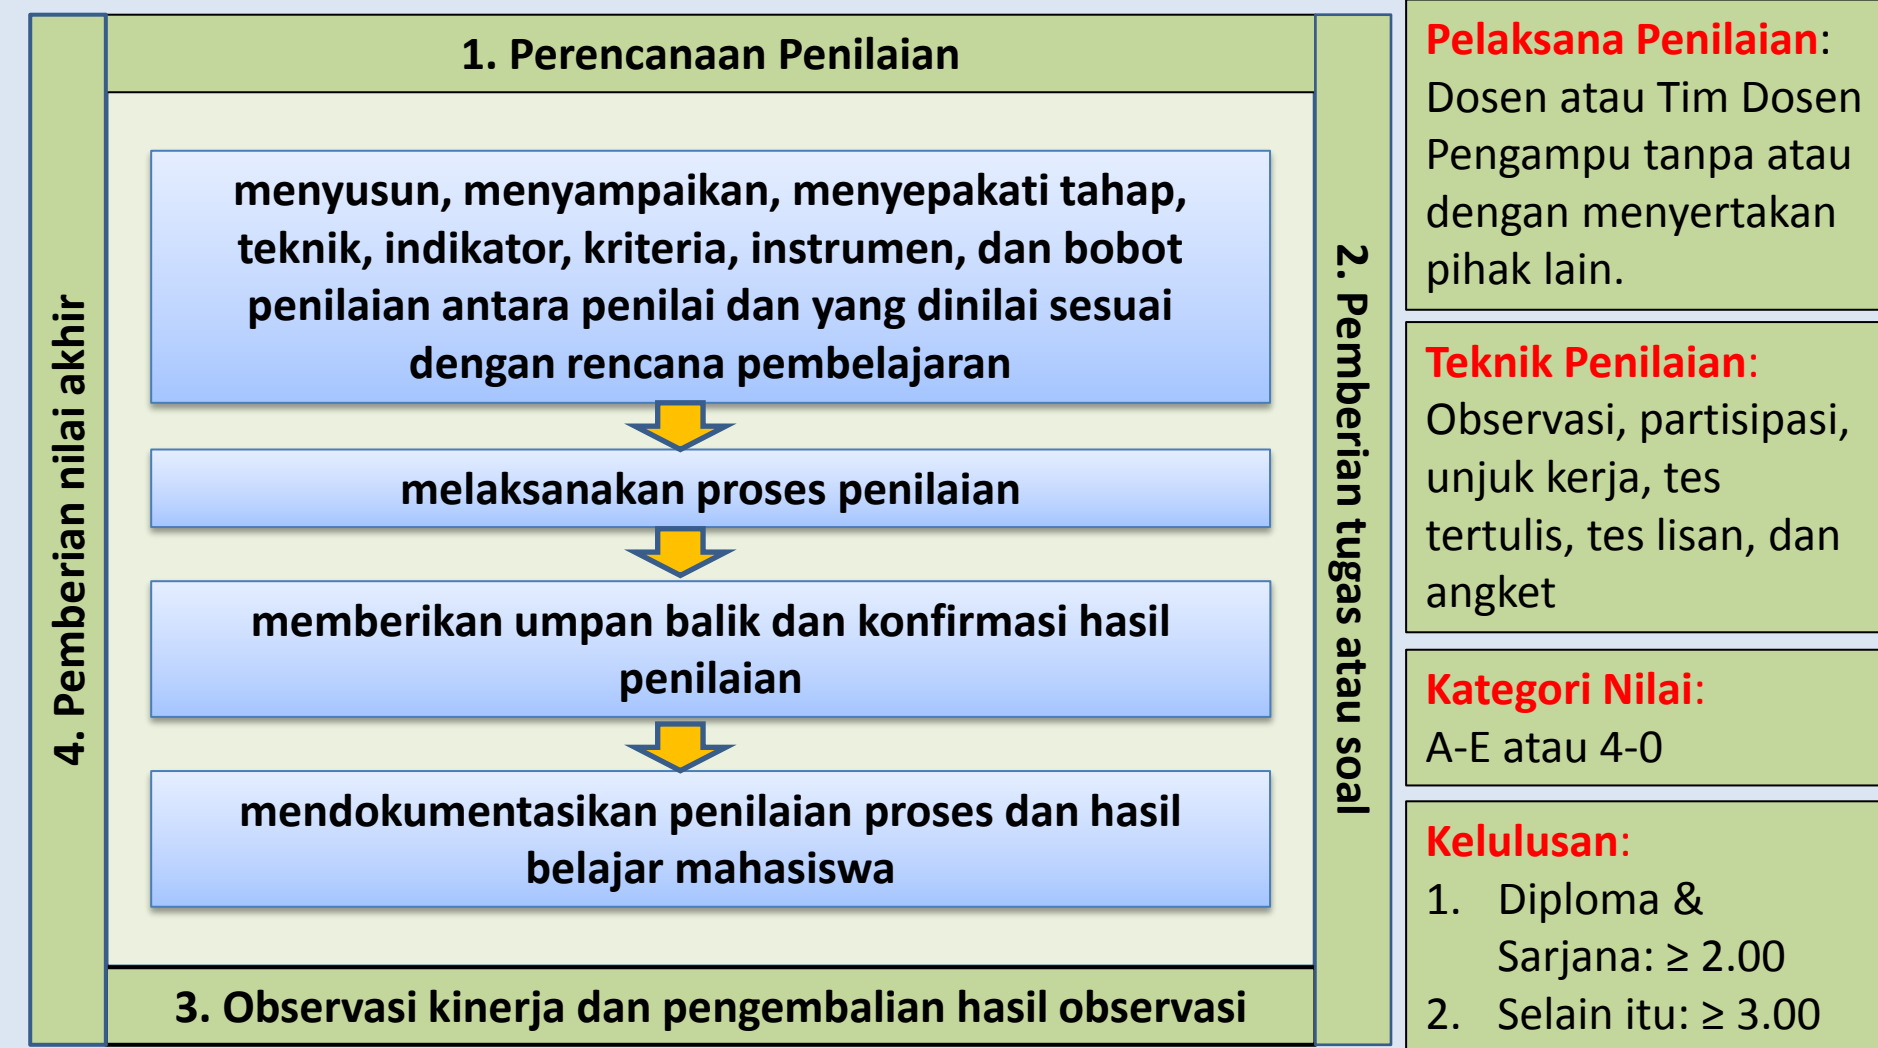 1. Perencanaan Penilaian
menyusun, menyampaikan, menyepakati tahap,
teknik, indikator, kriteria, instrumen, dan bobot
penilaian antara penilai dan yang dinilai sesuai
dengan rencana pembelajaran
melaksanakan proses penilaian
memberikan umpan balik dan konfirmasi hasil
penilaian
mendokumentasikan penilaian proses dan hasil
belajar mahasiswa
2. Pemberian tugas atau soal
3. Observasi kinerja dan pengembalian hasil observasi
4. Pemberian nilai akhir
Pelaksana Penilaian:
Dosen atau Tim Dosen
Pengampu tanpa atau
dengan menyertakan
pihak lain.
Teknik Penilaian:
Observasi, partisipasi,
unjuk kerja, tes
tertulis, tes lisan, dan
angket
Kategori Nilai:
A-E atau 4-0
Kelulusan:
1. Diploma &
Sarjana: ≥ 2.00
2. Selain itu: ≥ 3.00